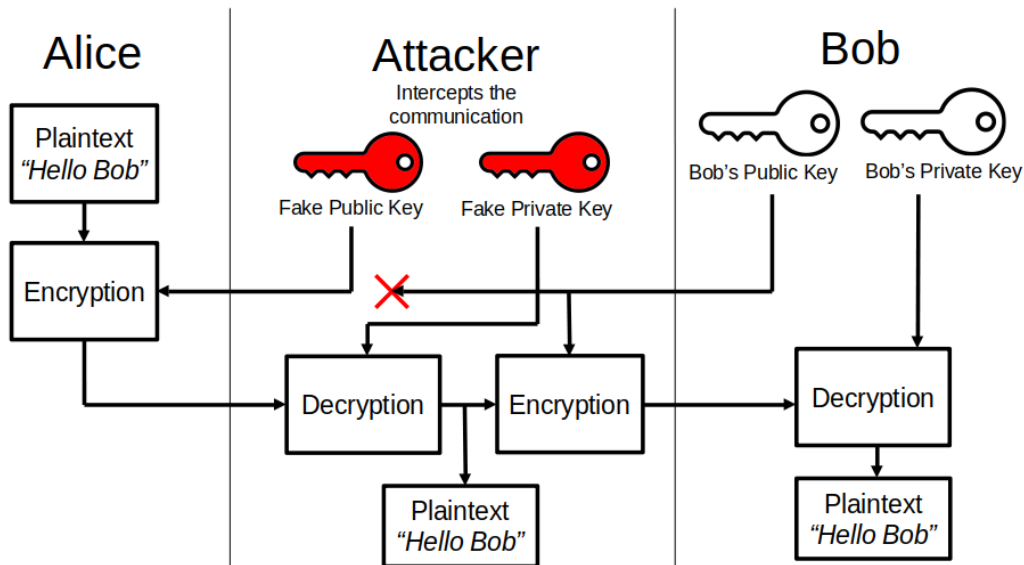 Alice
Plaintext
“Hello Bob”
Encryption
Attacker
Intercepts the
communication
Fake Public Key
Fake Private Key
Decryption
Encryption
Plaintext
“Hello Bob”
Bob
Bob’s Public Key
Bob’s Private Key
Decryption
Plaintext
“Hello Bob”